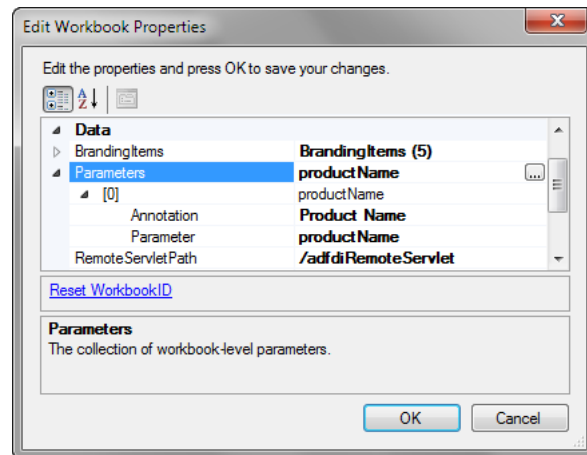 Edit Workbook Properties
Edit the properties and press OK to save your changes.
Data
BrandingItems BrandingItems (5)
Parameters productName ...
[0] productName
Annotation Product Name
Parameter productName
RemoteServletPath /adfdiRemoteServlet
Reset WorkbookID
Parameters
The collection of workbook-level parameters.
OK Cancel